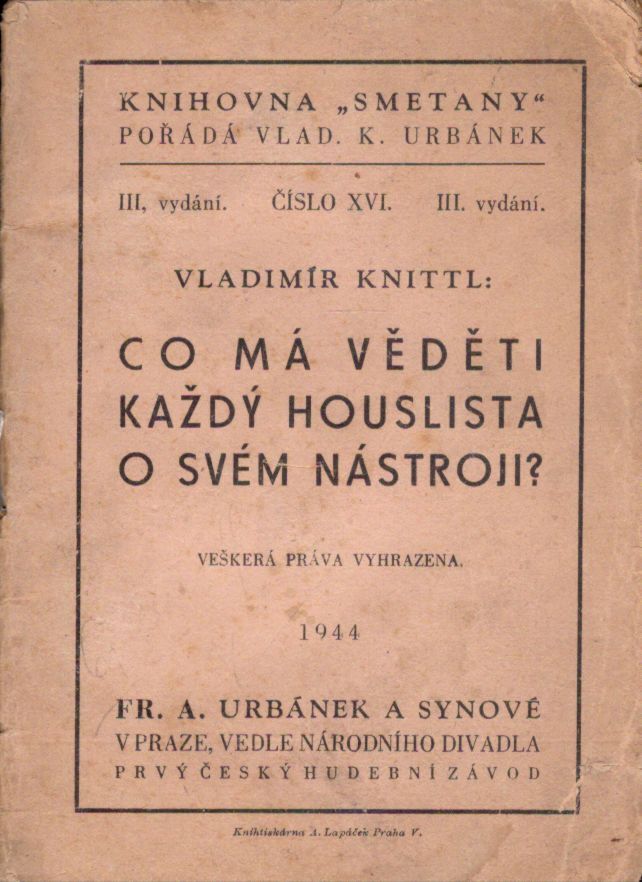 KNIHOVNA „SMETANY“
POŘÁDÁ VLAD. K. URBÁNEK
III, vydání. ČÍSLO XVI. III. vydání.
VLADIMÍR KNITTL:
CO MÁ VĚDĚTI
KAŽDÝ HOUSLISTA
O SVÉM NÁSTROJI?
VEŠKERÁ PRÁVA VYHRAZENA.
1944
FR. A. URBÁNEK A SYNOVÉ
V PRAZE, VEDLE NÁRODNÍHO DIVADLA
PRVÝ ČESKÝ HUDEBNÍ ZÁVOD
Knihtiskárna A. Lapáček Praha V.